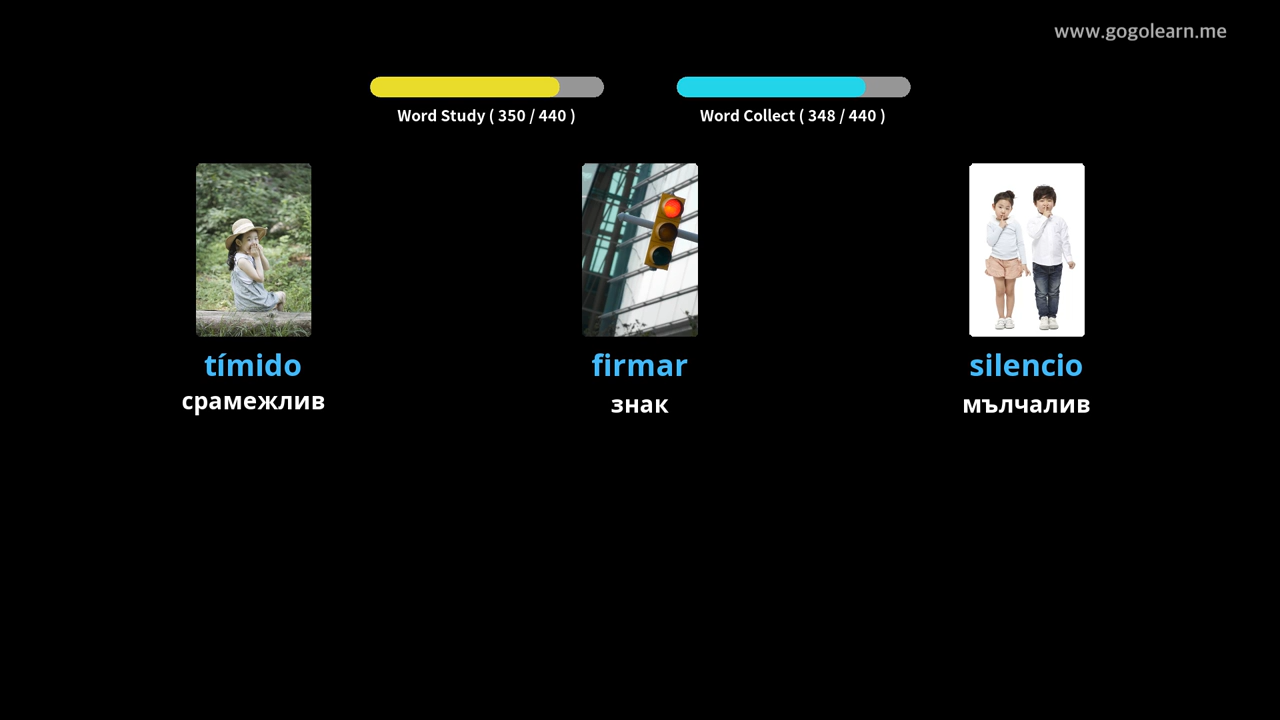 www.gogolearn.me
Word Study ( 350 / 440 )
Word Collect ( 348 / 440 )
tímido
firmar
silencio
срамежлив
знак
мълчалив